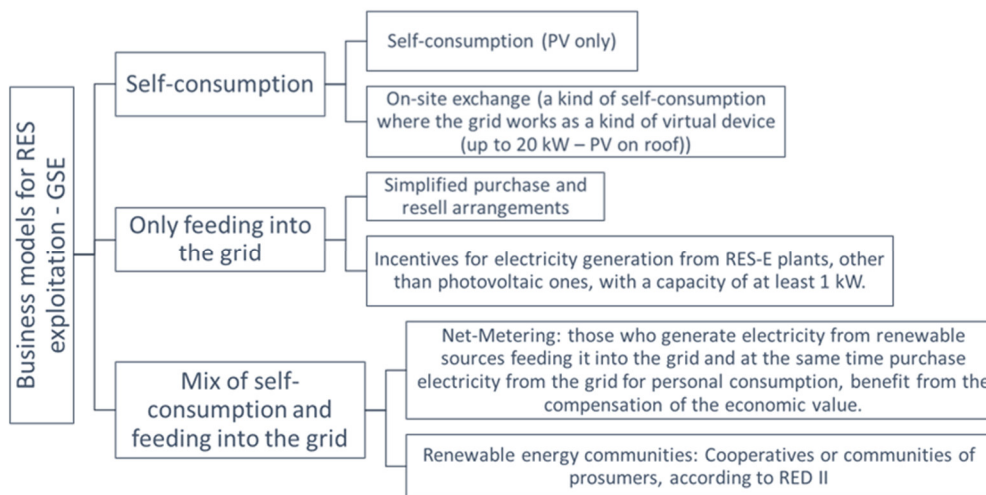 Business models for RES
exploitation - GSE
Self-consumption
Self-consumption (PV only)
On-site exchange (a kind of self-consumption
where the grid works as a kind of virtual device
(up to 20 kW – PV on roof))
Only feeding into
the grid
Simplified purchase and
resell arrangements
Incentives for electricity generation from RES-E plants, other
than photovoltaic ones, with a capacity of at least 1 kW.
Mix of self-
consumption and
feeding into the grid
Net-Metering: those who generate electricity from renewable
sources feeding it into the grid and at the same time purchase
electricity from the grid for personal consumption, benefit from the
compensation of the economic value.
Renewable energy communities: Cooperatives or communities of
prosumers, according to RED II